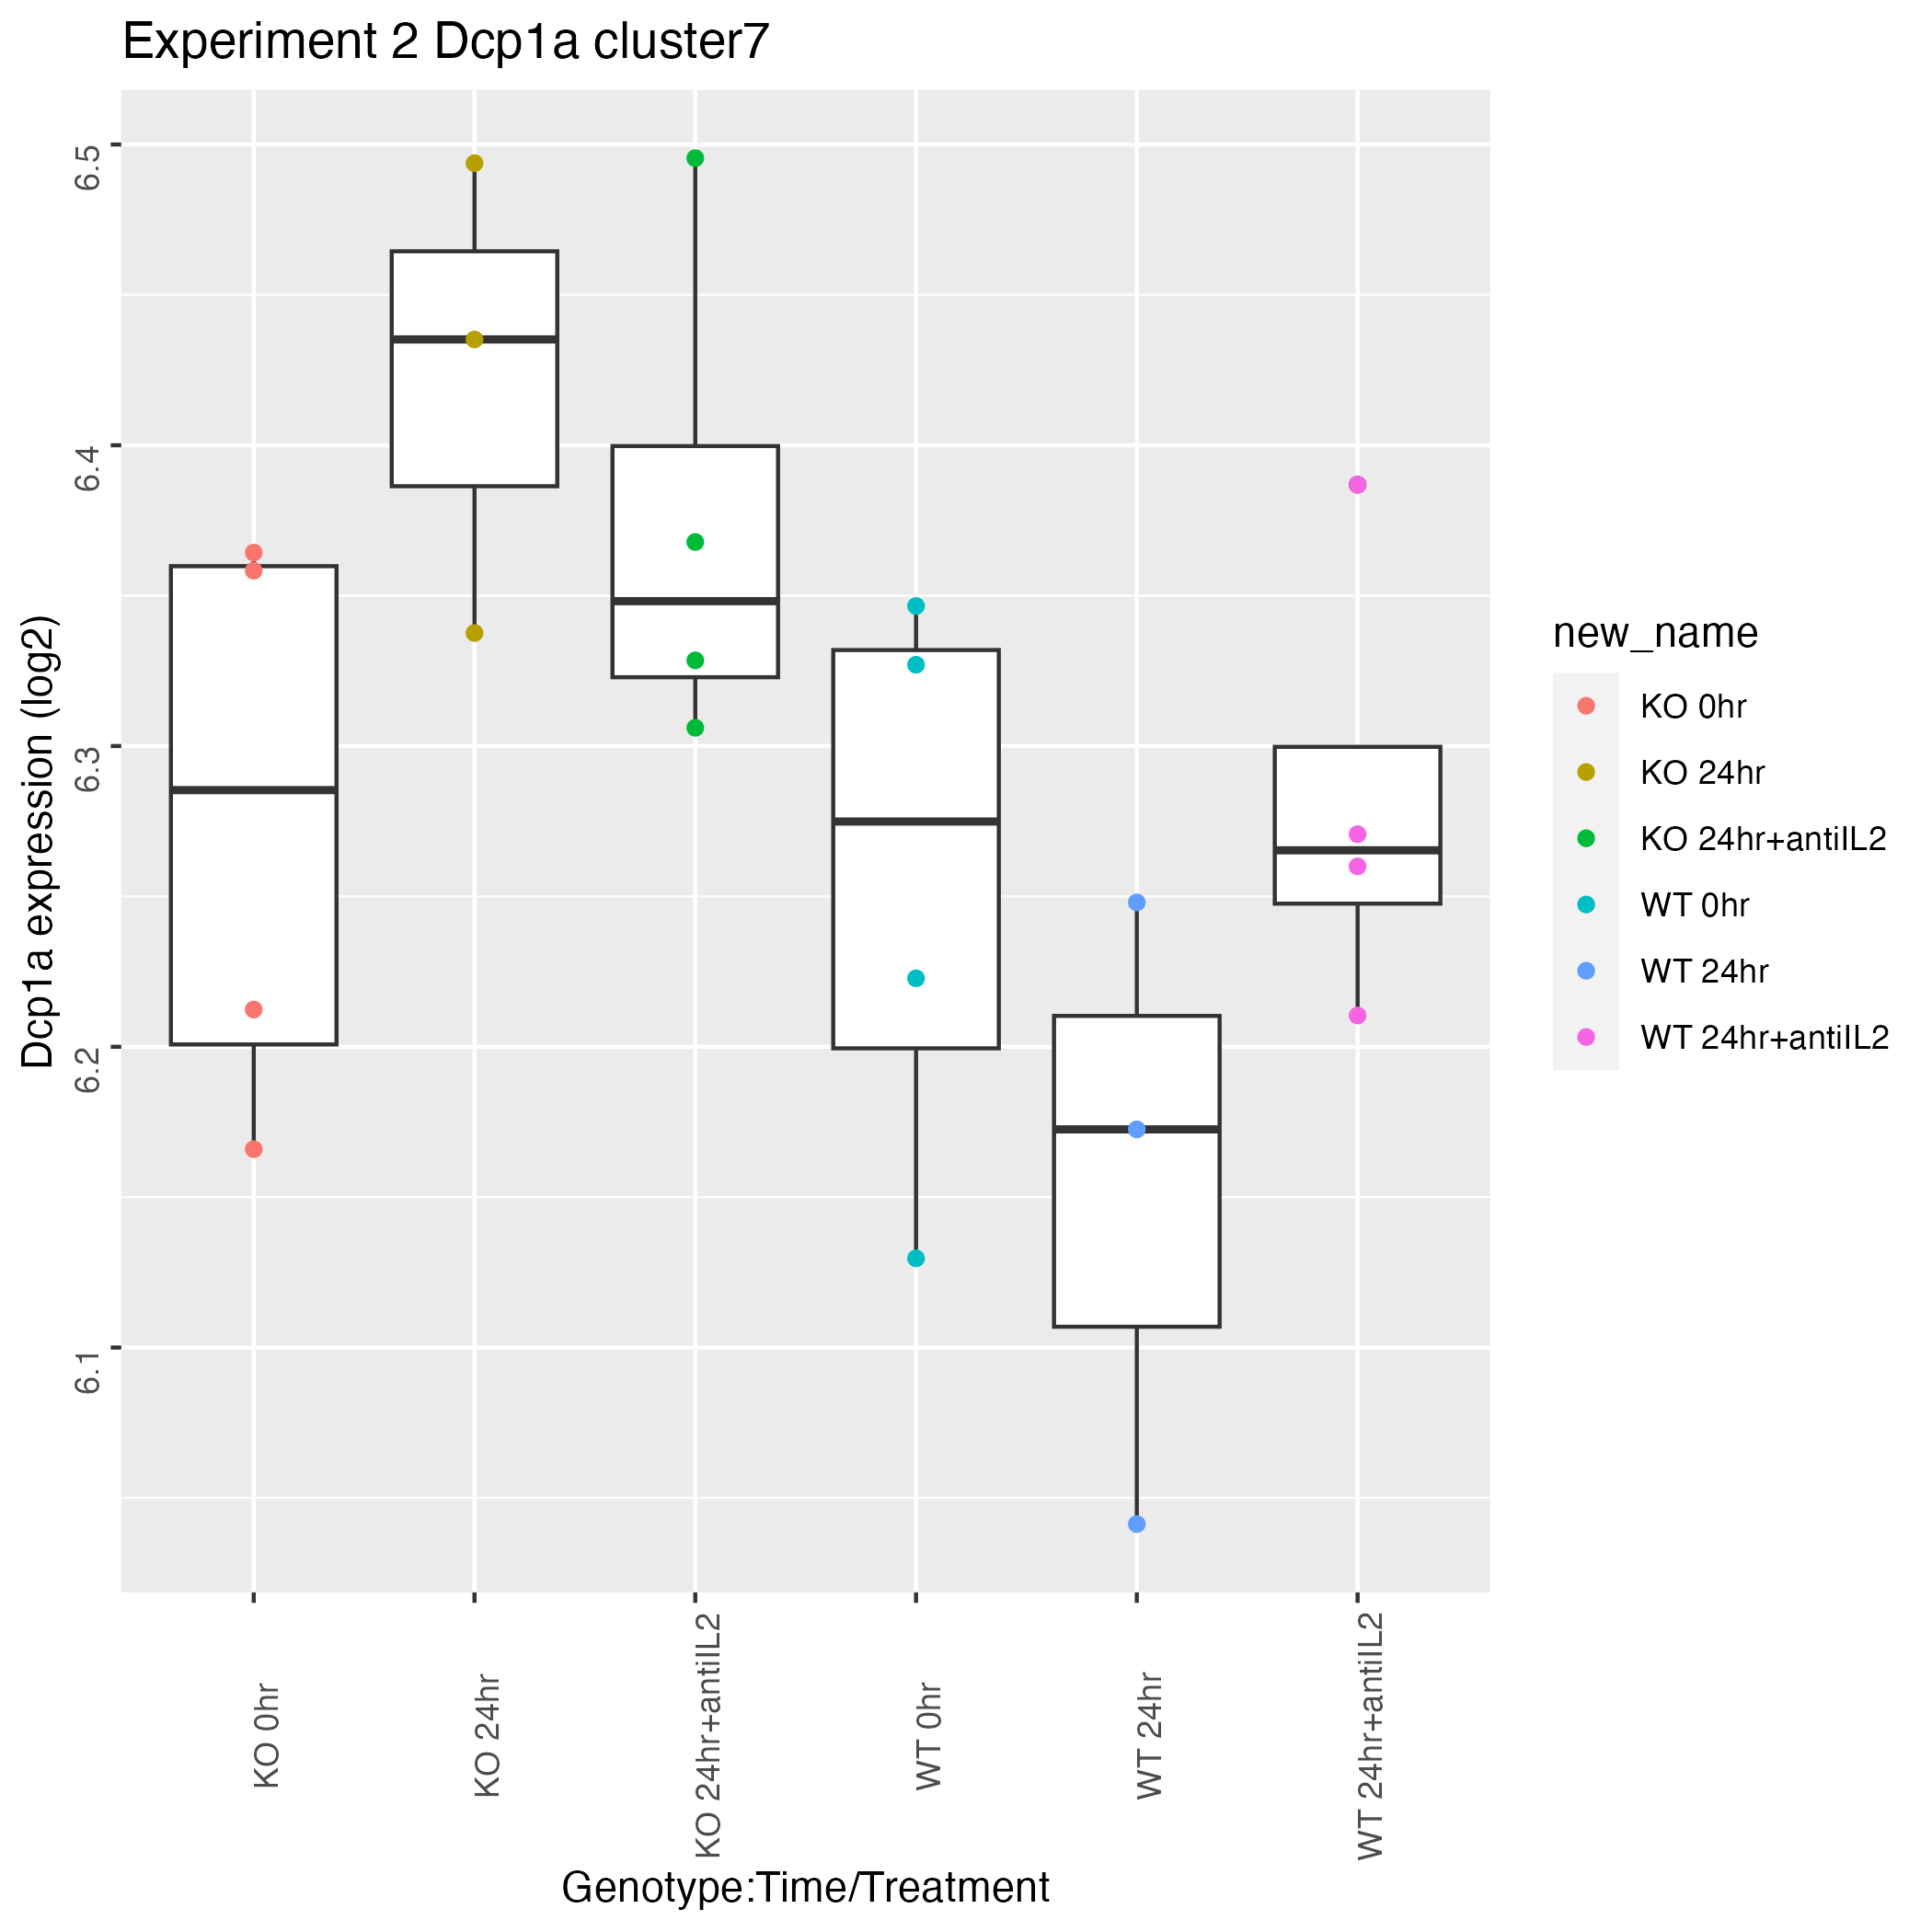 Experiment 2 Dcp1a cluster7
Dcp1a expression (log2)
6.5
6.4
6.3
6.2
6.1
KO 0hr
KO 24hr
KO 24hr+antiIL2
WT 0hr
WT 24hr
WT 24hr+antiIL2
Genotype:Time/Treatment
new_name
KO 0hr
KO 24hr
KO 24hr+antiIL2
WT 0hr
WT 24hr
WT 24hr+antiIL2